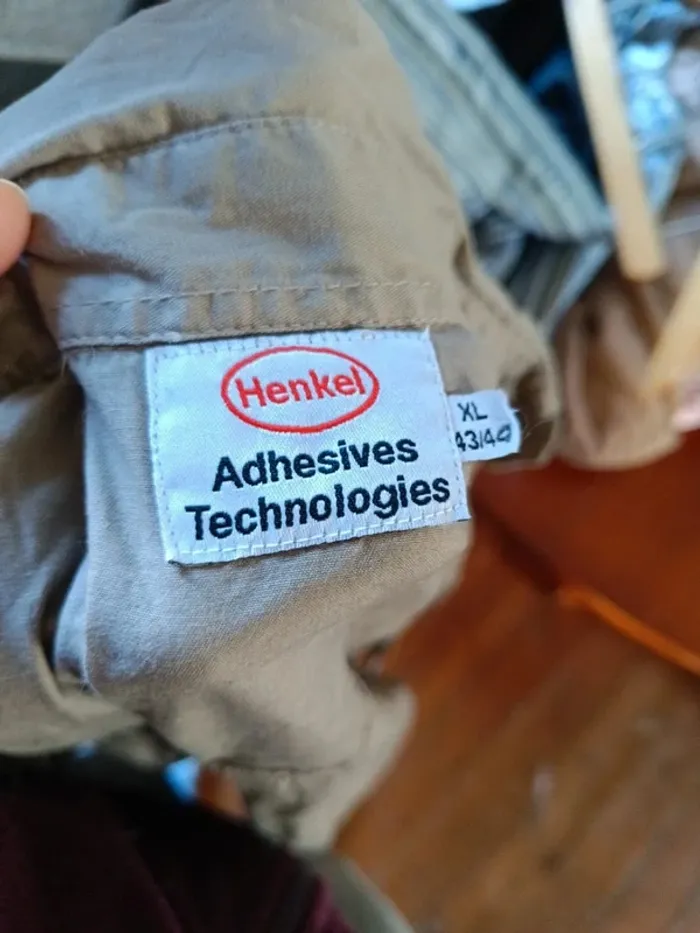 Henkel
Adhesives
Technologies
XL
43/44